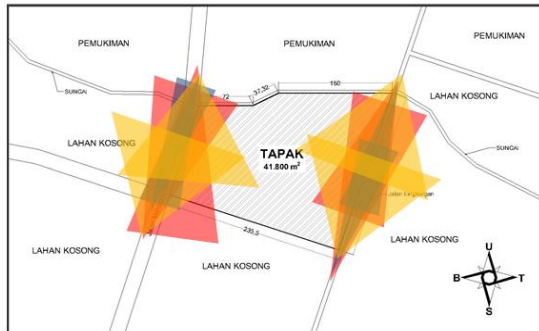 PEMUKIMAN
PEMUKIMAN
PEMUKIMAN
SUNGAI
72
37,32
150
LAHAN KOSONG
LAHAN KOSONG
TAPAK
41.800 m²
SUNGAI
235,5
LAHAN KOSONG
LAHAN KOSONG
LAHAN KOSONG
U
B
T
S